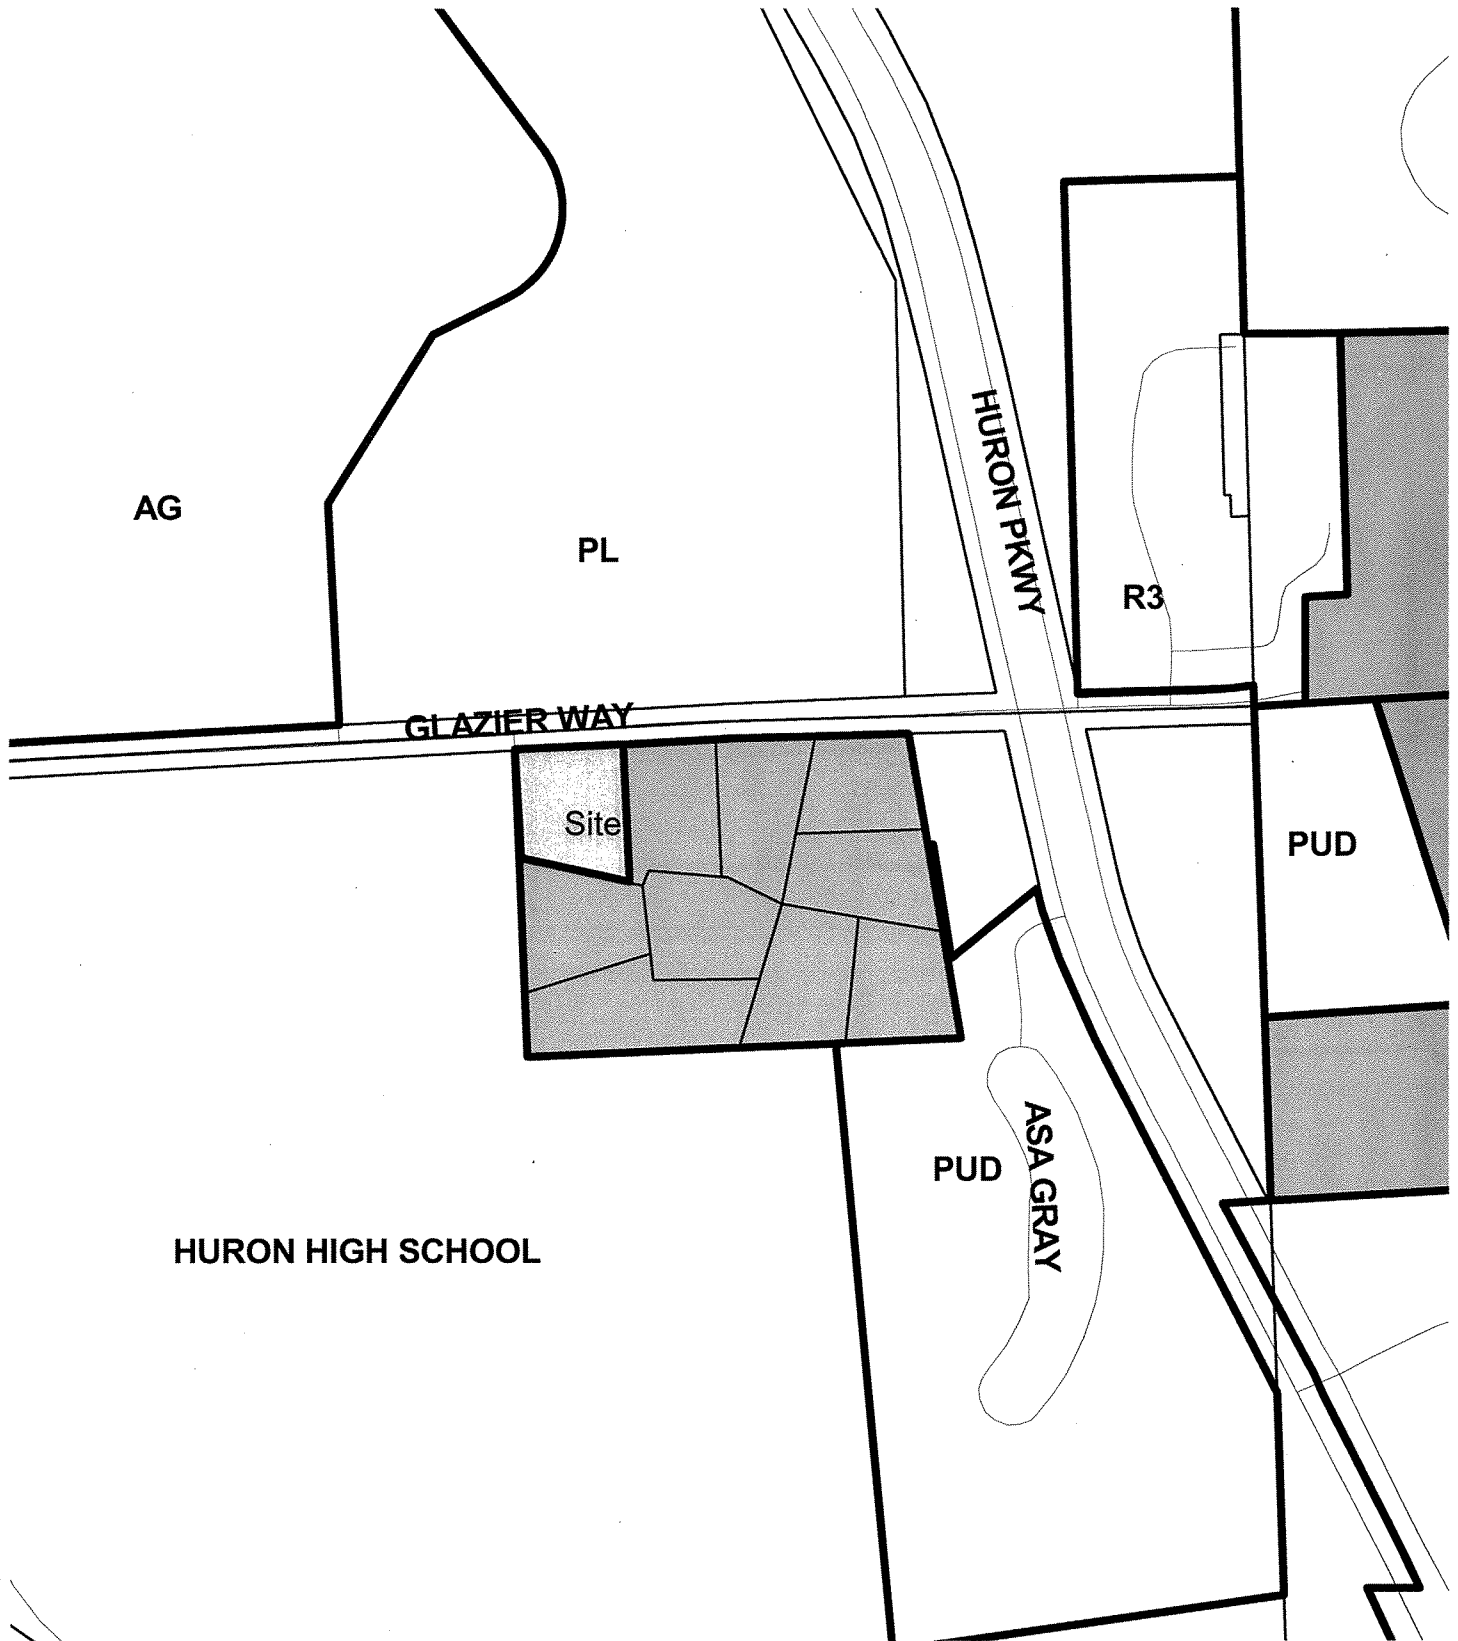 HURON PKWY
AG
PL
R3
GLAZIER WAY
Site
PUD
ASA GRAY
PUD
HURON HIGH SCHOOL